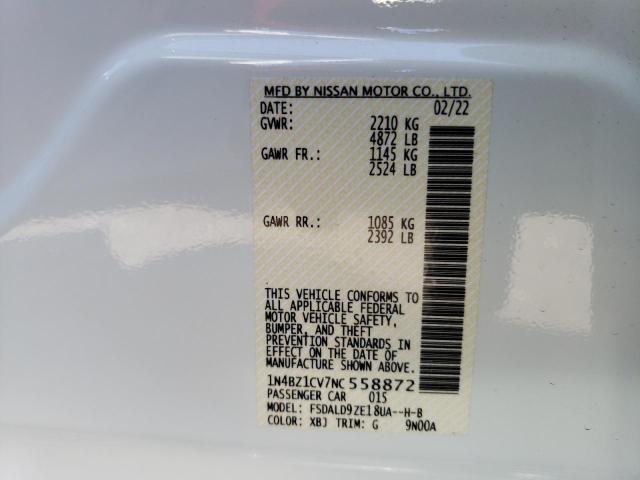 MFD BY NISSAN MOTOR CO., LTD.
DATE: 02/22
GVWR: 2210 KG
4872 LB
GAWR FR.: 1145 KG
2524 LB
GAWR RR.: 1085 KG
2392 LB
THIS VEHICLE CONFORMS TO
ALL APPLICABLE FEDERAL
MOTOR VEHICLE SAFETY,
BUMPER, AND THEFT
PREVENTION STANDARDS IN
EFFECT ON THE DATE OF
MANUFACTURE SHOWN ABOVE.
1N4BZ1CV7NC558872
PASSENGER CAR 015
MODEL: FSDALD9ZE18UA--H-B
COLOR: XBJ TRIM: G 9N00A